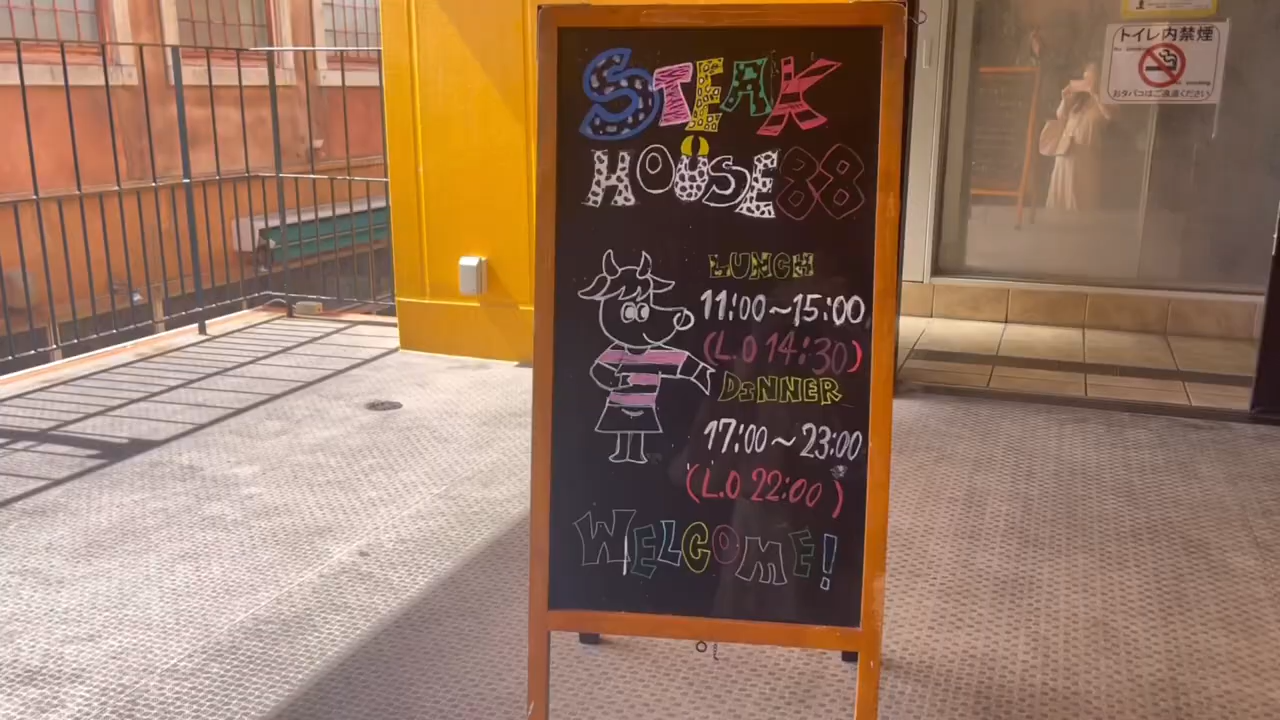 STEAK
HOUSE 88
LUNCH
11:00~15:00
(L.O 14:30)
DINNER
17:00~23:00
(L.O 22:00)
WELCOME!
トイレ内禁煙
おタバコはご遠慮ください